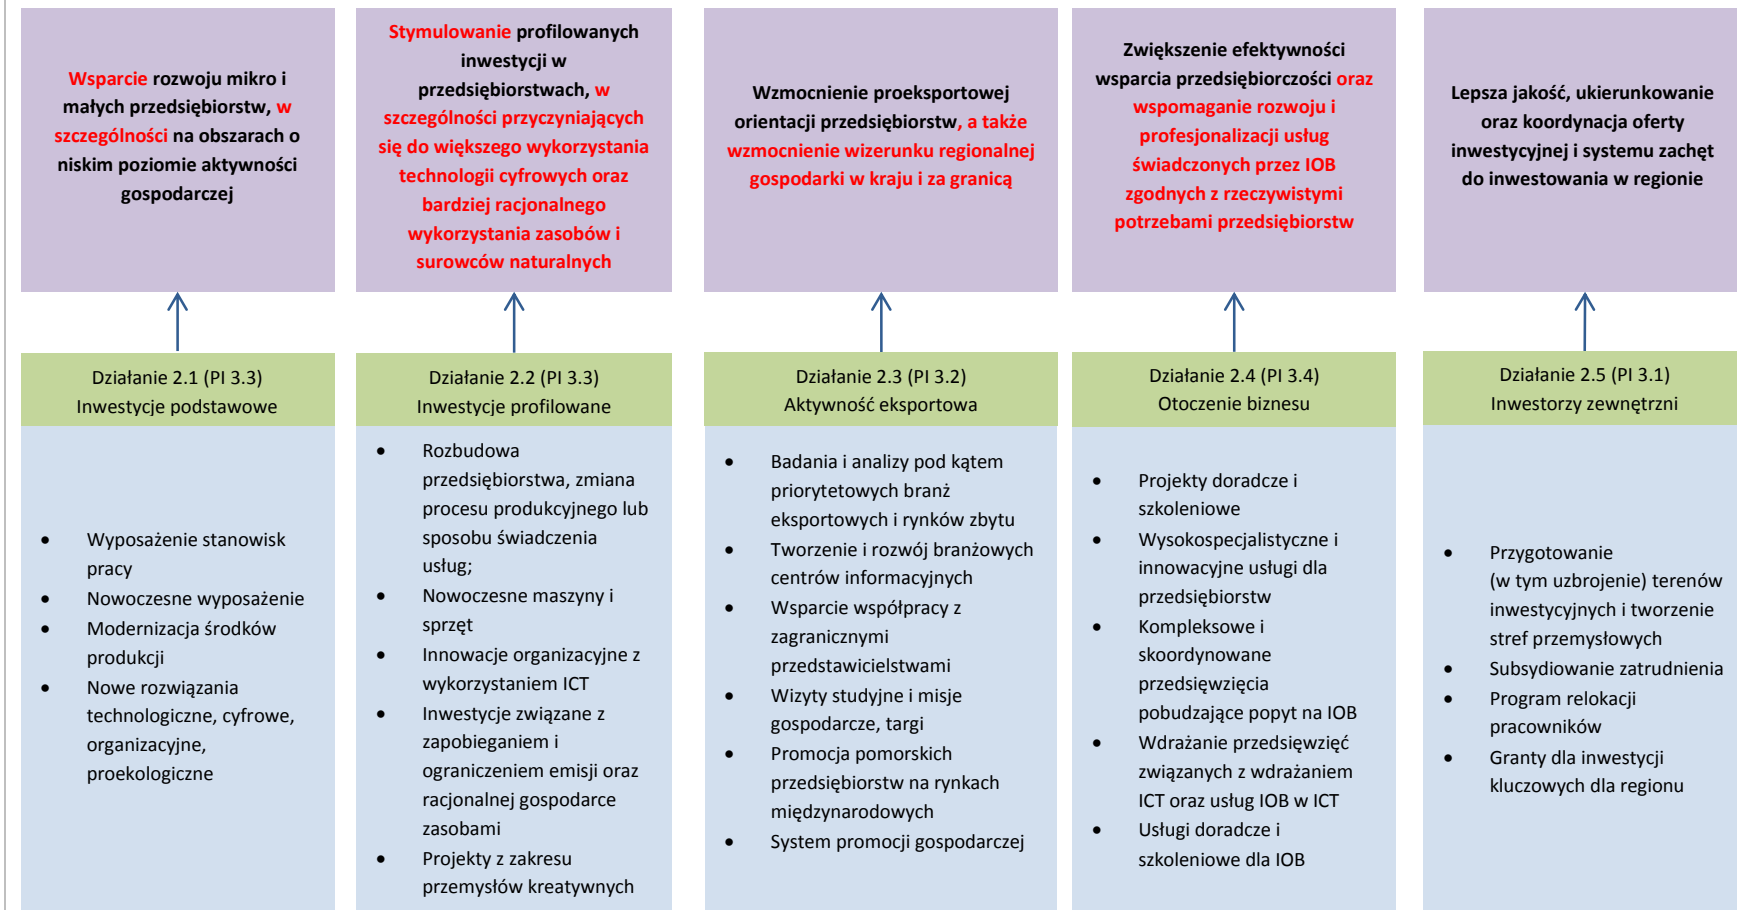 Wsparcie rozwoju mikro i
małych przedsiębiorstw, w
szczególności na obszarach o
niskim poziomie aktywności
gospodarczej
Stymulowanie profilowanych
inwestycji w
przedsiębiorstwach, w
szczególności przyczyniających
się do większego wykorzystania
technologii cyfrowych oraz
bardziej racjonalnego
wykorzystania zasobów i
surowców naturalnych
Wzmocnienie proeksportowej
orientacji przedsiębiorstw, a także
wzmocnienie wizerunku regionalnej
gospodarki w kraju i za granicą
Zwiększenie efektywności
wsparcia przedsiębiorczości oraz
wspomaganie rozwoju i
profesjonalizacji usług
świadczonych przez IOB
zgodnych z rzeczywistymi
potrzebami przedsiębiorstw
Lepsza jakość, ukierunkowanie
oraz koordynacja oferty
inwestycyjnej i systemu zachęt
do inwestowania w regionie
Działanie 2.1 (PI 3.3)
Inwestycje podstawowe
Działanie 2.2 (PI 3.3)
Inwestycje profilowane
Działanie 2.3 (PI 3.2)
Aktywność eksportowa
Działanie 2.4 (PI 3.4)
Otoczenie biznesu
Działanie 2.5 (PI 3.1)
Inwestorzy zewnętrzni
• Wyposażenie stanowisk
pracy
• Nowoczesne wyposażenie
• Modernizacja środków
produkcji
• Nowe rozwiązania
technologiczne, cyfrowe,
organizacyjne,
proekologiczne
• Rozbudowa
przedsiębiorstwa, zmiana
procesu produkcyjnego lub
sposobu świadczenia
usług;
• Nowoczesne maszyny i
sprzęt
• Innowacje organizacyjne z
wykorzystaniem ICT
• Inwestycje związane z
zapobieganiem i
ograniczeniem emisji oraz
racjonalnej gospodarce
zasobami
• Projekty z zakresu
przemysłów kreatywnych
• Badania i analizy pod kątem
priorytetowych branż
eksportowych i rynków zbytu
• Tworzenie i rozwój branżowych
centrów informacyjnych
• Wsparcie współpracy z
zagranicznymi
przedstawicielstwami
• Wizyty studyjne i misje
gospodarcze, targi
• Promocja pomorskich
przedsiębiorstw na rynkach
międzynarodowych
• System promocji gospodarczej
• Projekty doradcze i
szkoleniowe
• Wysokospecjalistyczne i
innowacyjne usługi dla
przedsiębiorstw
• Kompleksowe i
skoordynowane
przedsięwzięcia
pobudzające popyt na IOB
• Wdrażanie przedsięwzięć
związanych z wdrażaniem
ICT oraz usług IOB w ICT
• Usługi doradcze i
szkoleniowe dla IOB
• Przygotowanie
(w tym uzbrojenie) terenów
inwestycyjnych i tworzenie
stref przemysłowych
• Subsydiowanie zatrudnienia
• Program relokacji
pracowników
• Granty dla inwestycji
kluczowych dla regionu